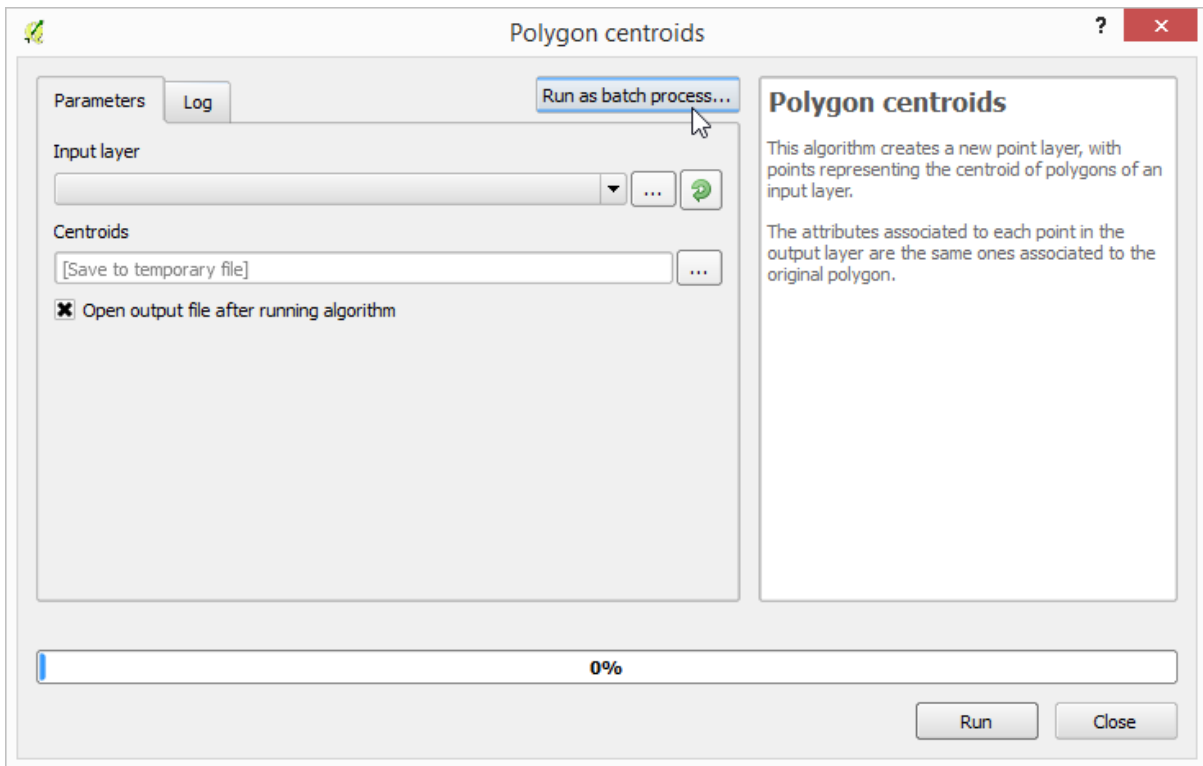 Polygon centroids
?
Parameters
Log
Run as batch process...
Input layer
...
Centroids
[Save to temporary file]
...
Open output file after running algorithm
Polygon centroids
This algorithm creates a new point layer, with
points representing the centroid of polygons of an
input layer.
The attributes associated to each point in the
output layer are the same ones associated to the
original polygon.
0%
Run
Close